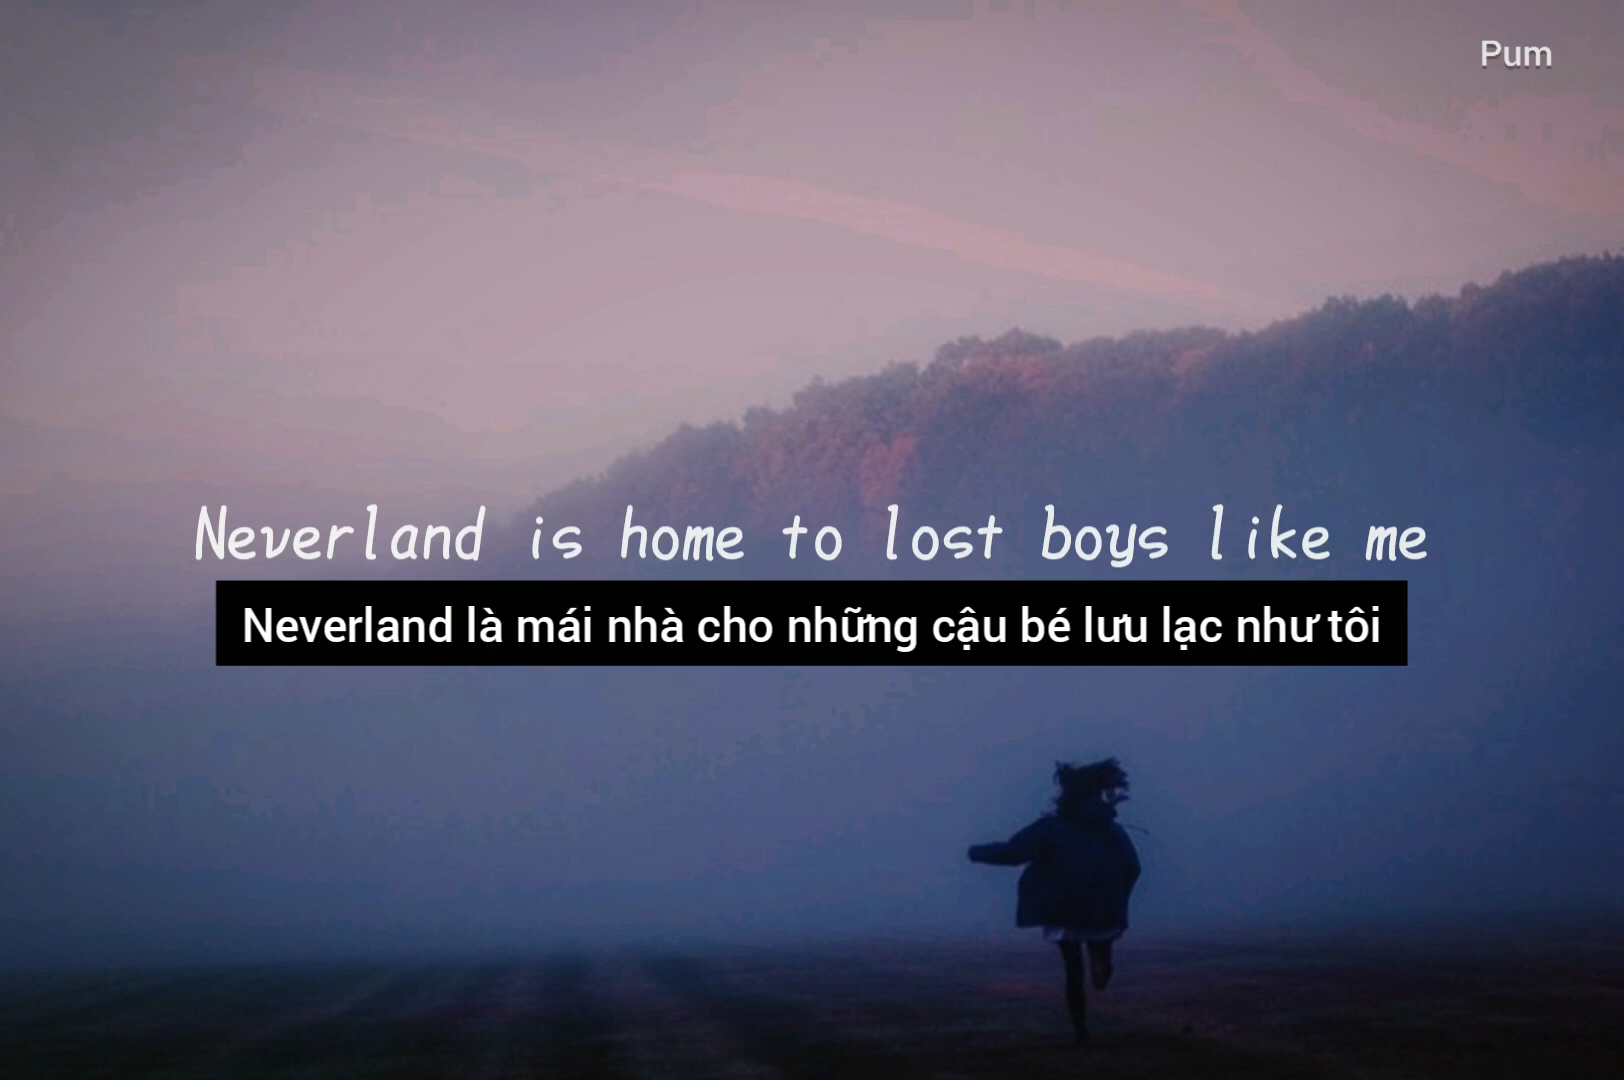 Pum
Neverland is home to lost boys like me
Neverland là mái nhà cho những cậu bé lưu lạc như tôi